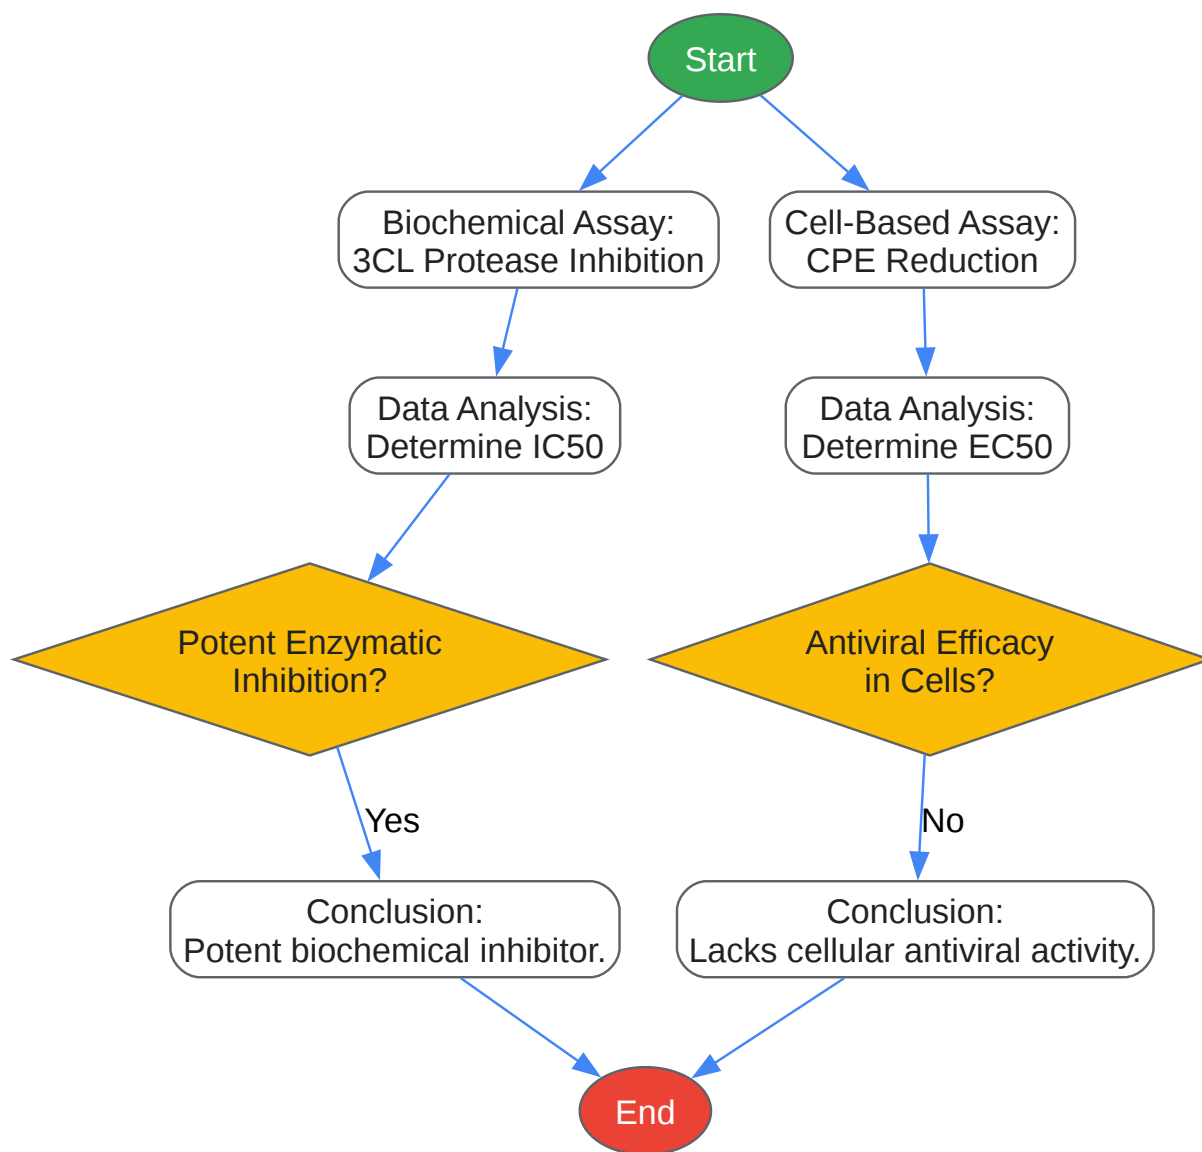 Start
Biochemical Assay:
3CL Protease Inhibition
Cell-Based Assay:
CPE Reduction
Data Analysis:
Determine IC50
Data Analysis:
Determine EC50
Potent Enzymatic
Inhibition?
Antiviral Efficacy
in Cells?
Yes
No
Conclusion:
Potent biochemical inhibitor.
Conclusion:
Lacks cellular antiviral activity.
End